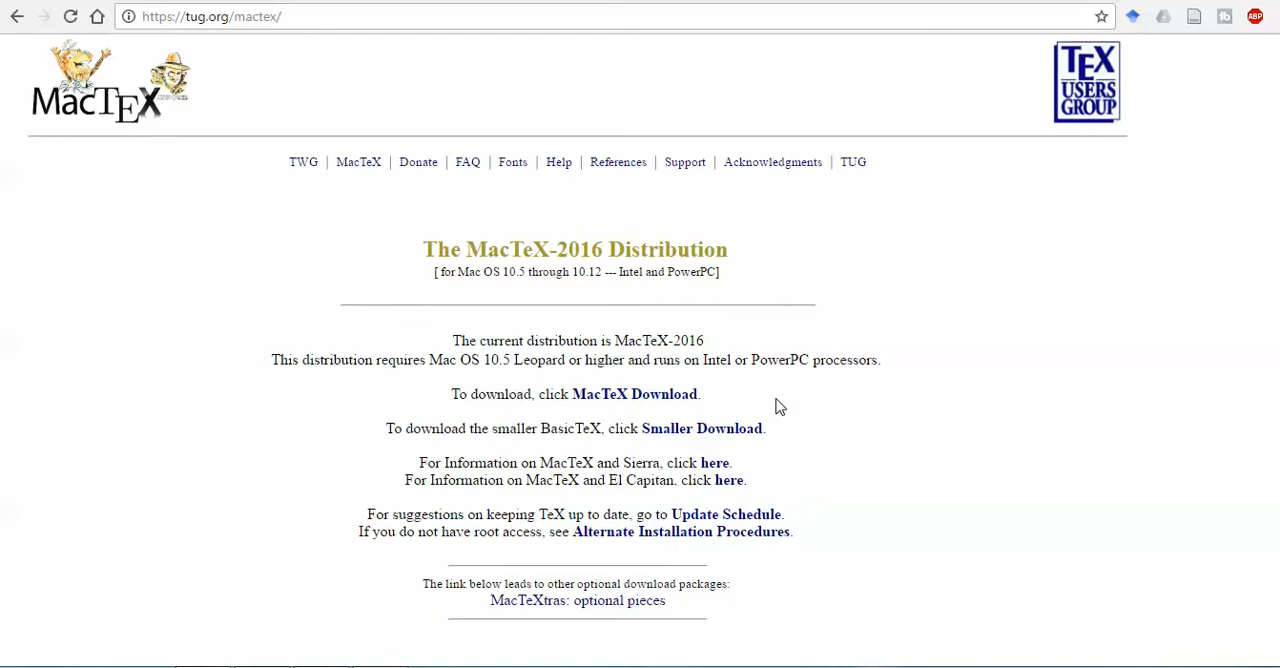 https://tug.org/mactex/
ABP
MacTEX
TEX
USERS
GROUP
TWG | MacTeX | Donate | FAQ | Fonts | Help | References | Support | Acknowledgments | TUG
The MacTeX-2016 Distribution
[ for Mac OS 10.5 through 10.12 --- Intel and PowerPC]
The current distribution is MacTeX-2016
This distribution requires Mac OS 10.5 Leopard or higher and runs on Intel or PowerPC processors.
To download, click MacTeX Download.
To download the smaller BasicTeX, click Smaller Download.
For Information on MacTeX and Sierra, click here.
For Information on MacTeX and El Capitan, click here.
For suggestions on keeping TeX up to date, go to Update Schedule.
If you do not have root access, see Alternate Installation Procedures.
The link below leads to other optional download packages:
MacTeXtras: optional pieces